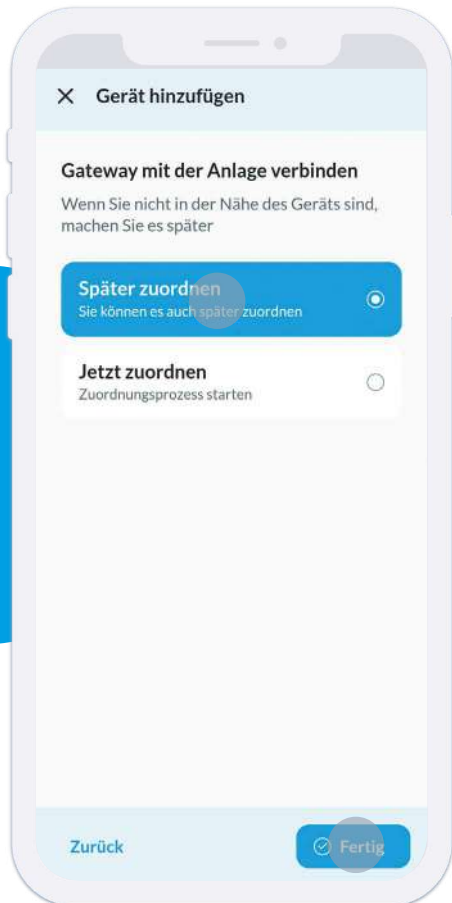 Gerät hinzufügen
Gateway mit der Anlage verbinden
Wenn Sie nicht in der Nähe des Geräts sind,
machen Sie es später
Später zuordnen
Sie können es auch später zuordnen
Jetzt zuordnen
Zuordnungsprozess starten
Zurück
Fertig